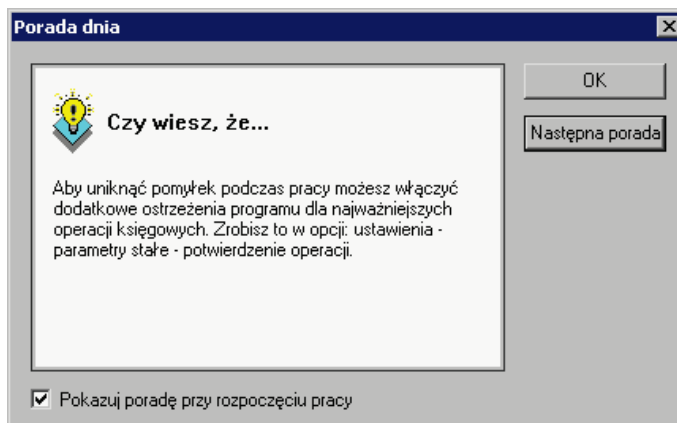 Porada dnia
OK
Następna porada
Czy wiesz, że...
Aby uniknąć pomyłek podczas pracy możesz włączyć
dodatkowe ostrzeżenia programu dla najważniejszych
operacji księgowych. Zrobisz to w opcji: ustawienia -
parametry stałe - potwierdzenie operacji.
Pokazuj poradę przy rozpoczęciu pracy